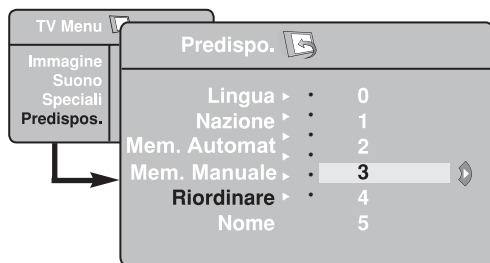 TV Menu
Immagine
Suono
Speciali
Predispos.
Predispo.
Lingua 0
Nazione 1
Mem. Automat 2
Mem. Manuale 3
Riordinare 4
Nome 5